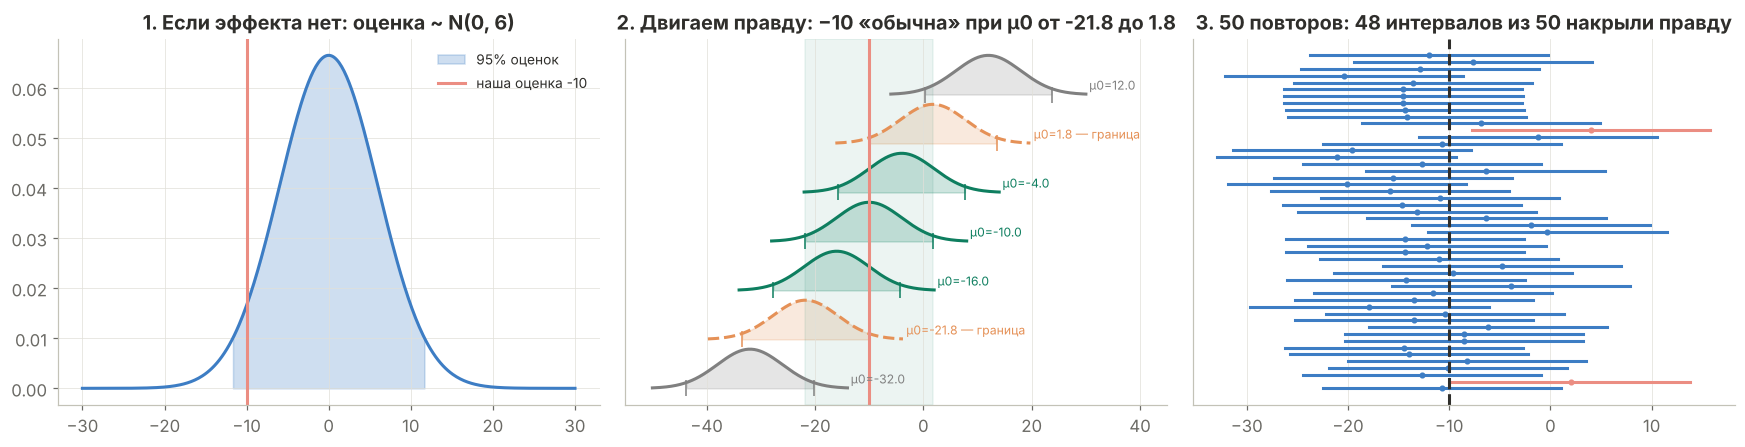 1. Если эффекта нет: оценка ~ N(0, 6)
95% оценок
наша оценка -10
0.06
0.05
0.04
0.03
0.02
0.01
0.00
−30
−20
−10
0
10
20
30
2. Двигаем правду: −10 «обычна» при μ0 от -21.8 до 1.8
μ0=12.0
μ0=1.8 — граница
μ0=-4.0
μ0=-10.0
μ0=-16.0
μ0=-21.8 — граница
μ0=-32.0
−40
−20
0
20
40
3. 50 повторов: 48 интервалов из 50 накрыли правду
−30
−20
−10
0
10